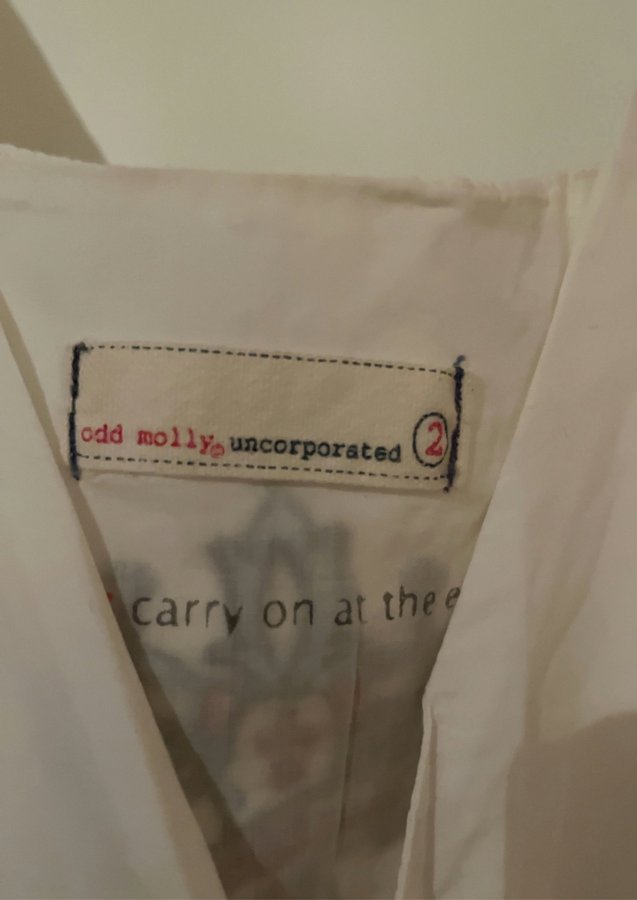 odd molly® uncorporated 2
carry on at the